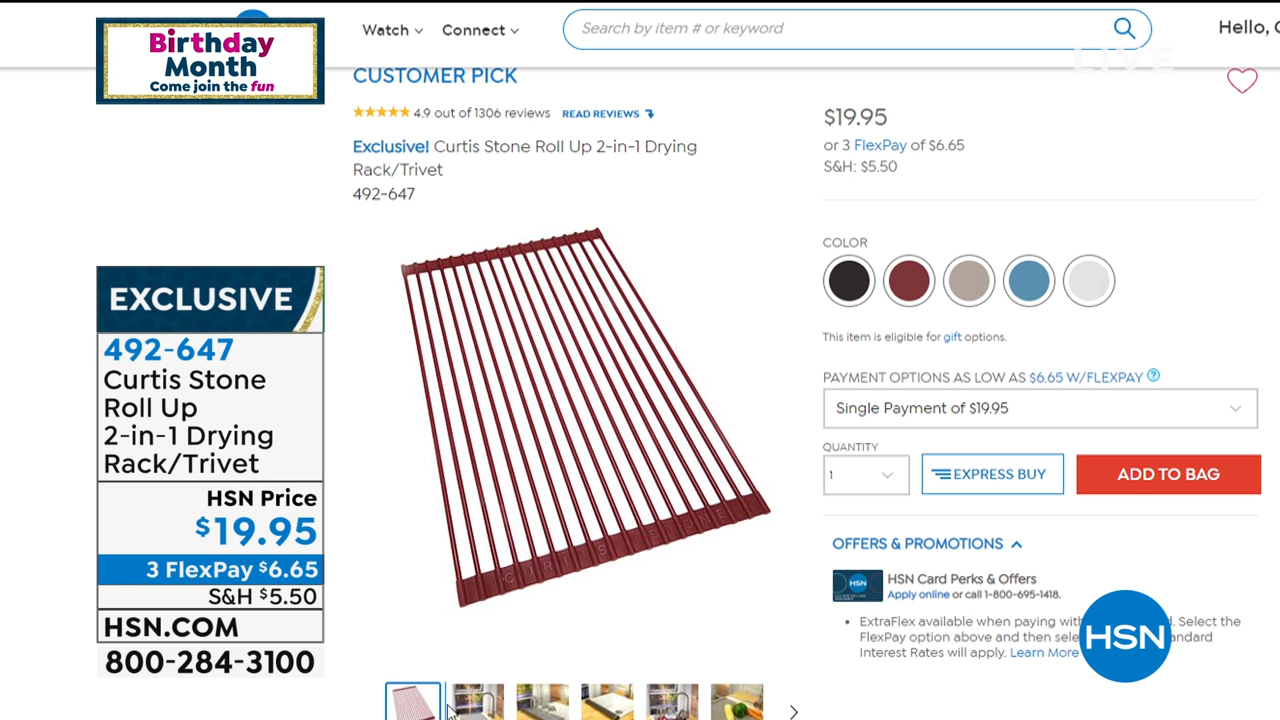 Birthday
Month
Come join the fun
Watch
Connect
Search by item # or keyword
Hello,
LIVE
CUSTOMER PICK
4.9 out of 1306 reviews READ REVIEWS
Exclusive! Curtis Stone Roll Up 2-in-1 Drying
Rack/Trivet
492-647
$19.95
or 3 FlexPay of $6.65
S&H: $5.50
COLOR
This item is eligible for gift options.
PAYMENT OPTIONS AS LOW AS $6.65 W/FLEXPAY ?
Single Payment of $19.95
QUANTITY
1
EXPRESS BUY
ADD TO BAG
OFFERS & PROMOTIONS
HSN
HSN Card Perks & Offers
Apply online or call 1-800-695-1418.
ExtraFlex available when paying with . Select the
FlexPay option above and then
Interest Rates will apply. Learn More
HSN
CURTIS STONE
EXCLUSIVE
492-647
Curtis Stone
Roll Up
2-in-1 Drying
Rack/Trivet
HSN Price
$19.95
3 FlexPay $6.65
S&H $5.50
HSN.COM
800-284-3100